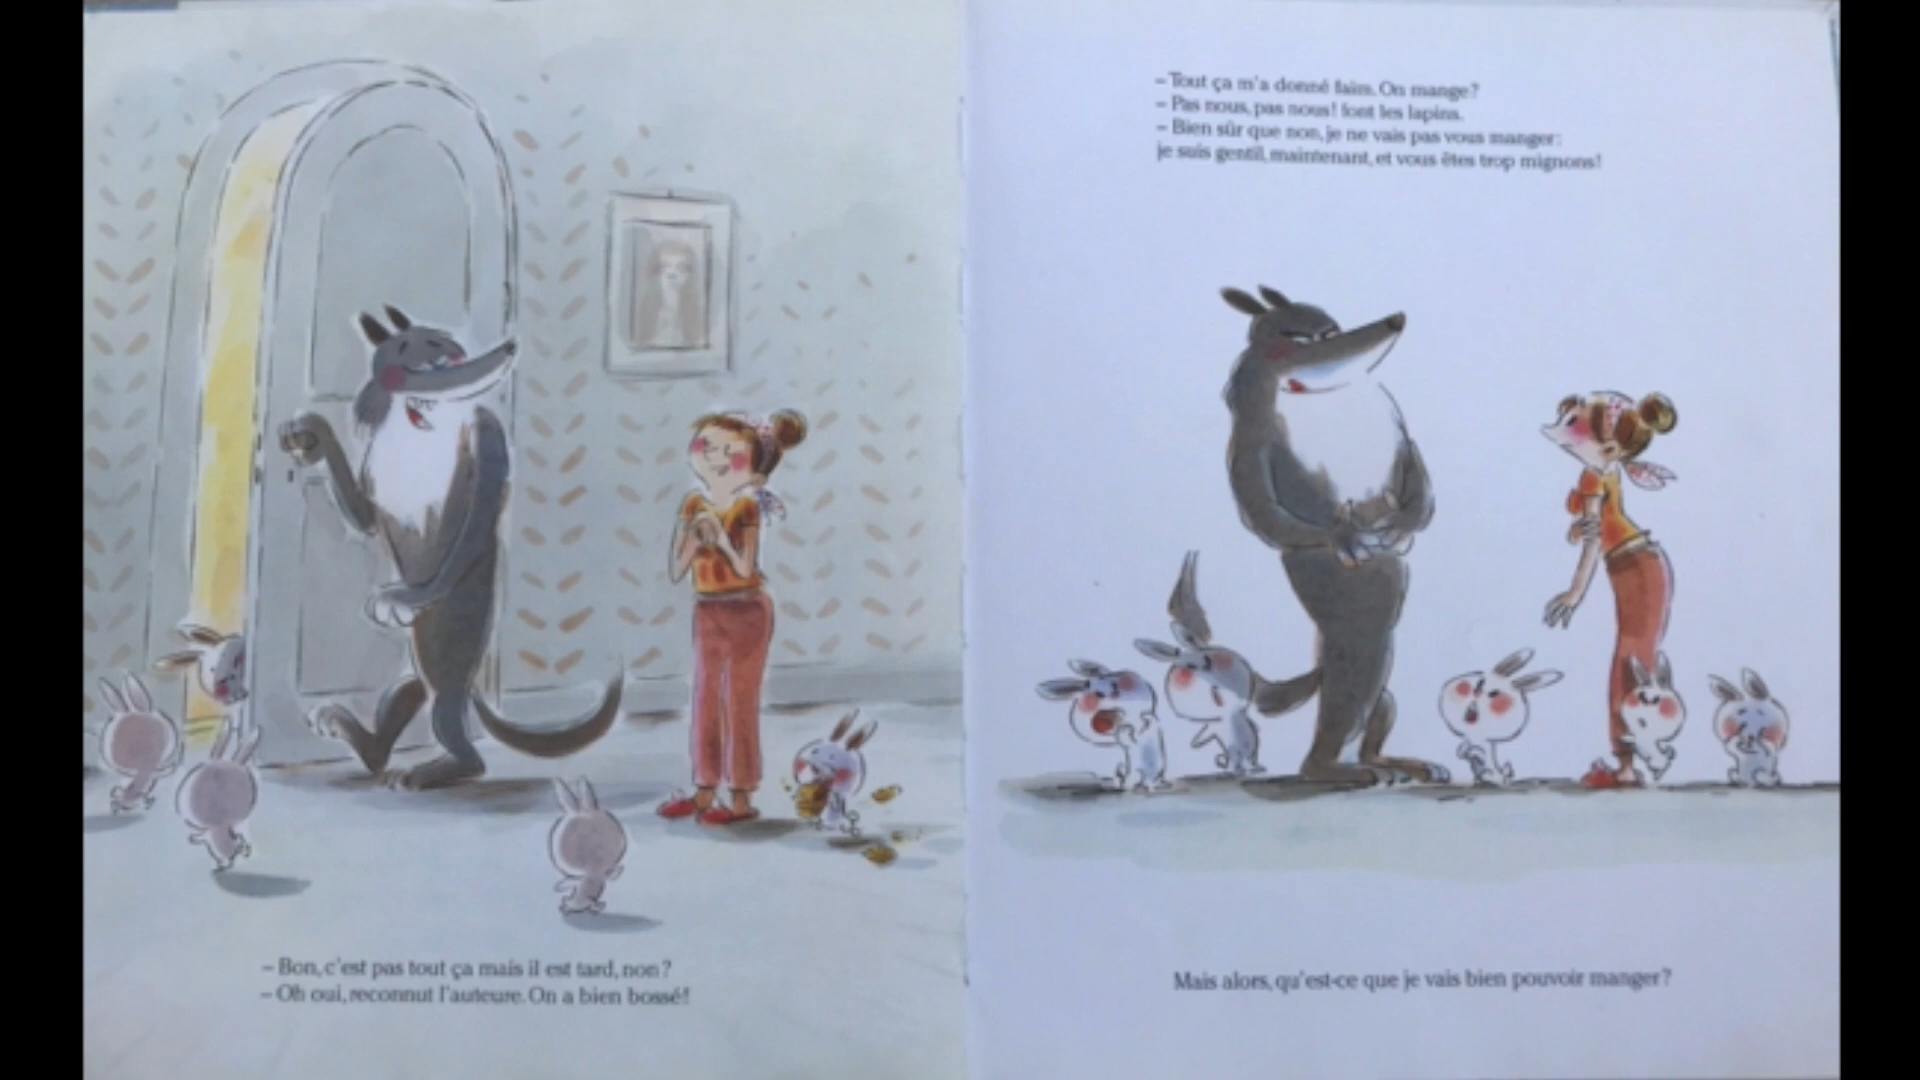 – Bon, c'est pas tout ça mais il est tard, non ?
– Oh oui, reconnut l'auteure. On a bien bossé !
– Tout ça m'a donné faim. On mange ?
– Pas nous, pas nous ! font les lapins.
– Bien sûr que non, je ne vais pas vous manger :
je suis gentil, maintenant, et vous êtes trop mignons !
Mais alors, qu'est-ce que je vais bien pouvoir manger ?